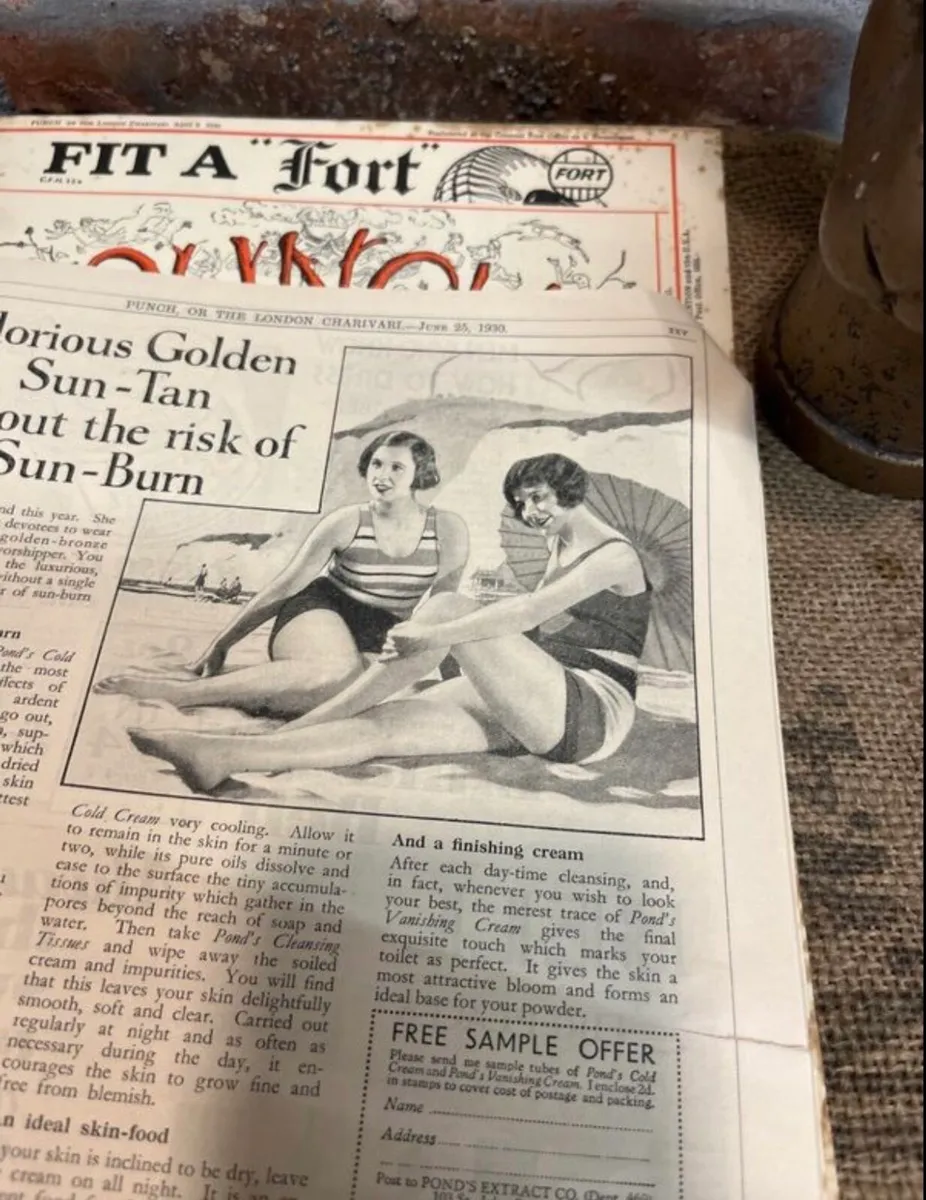 PUNCH
FIT A "Fort"
FORT
PUNCH, OR THE LONDON CHARIVARI.—JUNE 25, 1930.
xxv
lorious Golden
Sun-Tan
out the risk of
Sun-Burn
nd this year. She
devotees to wear
golden-bronze
orshipper. You
the luxurious,
without a single
r of sun-burn
urn
Pond's Cold
the most
ffects of
ardent
go out,
, sup-
which
dried
skin
ttest
Cold Cream very cooling. Allow it
to remain in the skin for a minute or
two, while its pure oils dissolve and
ease to the surface the tiny accumula-
tions of impurity which gather in the
pores beyond the reach of soap and
water. Then take Pond's Cleansing
Tissues and wipe away the soiled
cream and impurities. You will find
that this leaves your skin delightfully
smooth, soft and clear. Carried out
regularly at night and as often as
necessary during the day, it en-
courages the skin to grow fine and
free from blemish.
n ideal skin-food
your skin is inclined to be dry, leave
cream on all night. It is an
And a finishing cream
After each day-time cleansing, and,
in fact, whenever you wish to look
your best, the merest trace of Pond's
Vanishing Cream gives the final
exquisite touch which marks your
toilet as perfect. It gives the skin a
most attractive bloom and forms an
ideal base for your powder.
FREE SAMPLE OFFER
Please send me sample tubes of Pond's Cold
Cream and Pond's Vanishing Cream. I enclose 2d.
in stamps to cover cost of postage and packing.
Name
Address
Post to POND'S EXTRACT CO. (Dept.